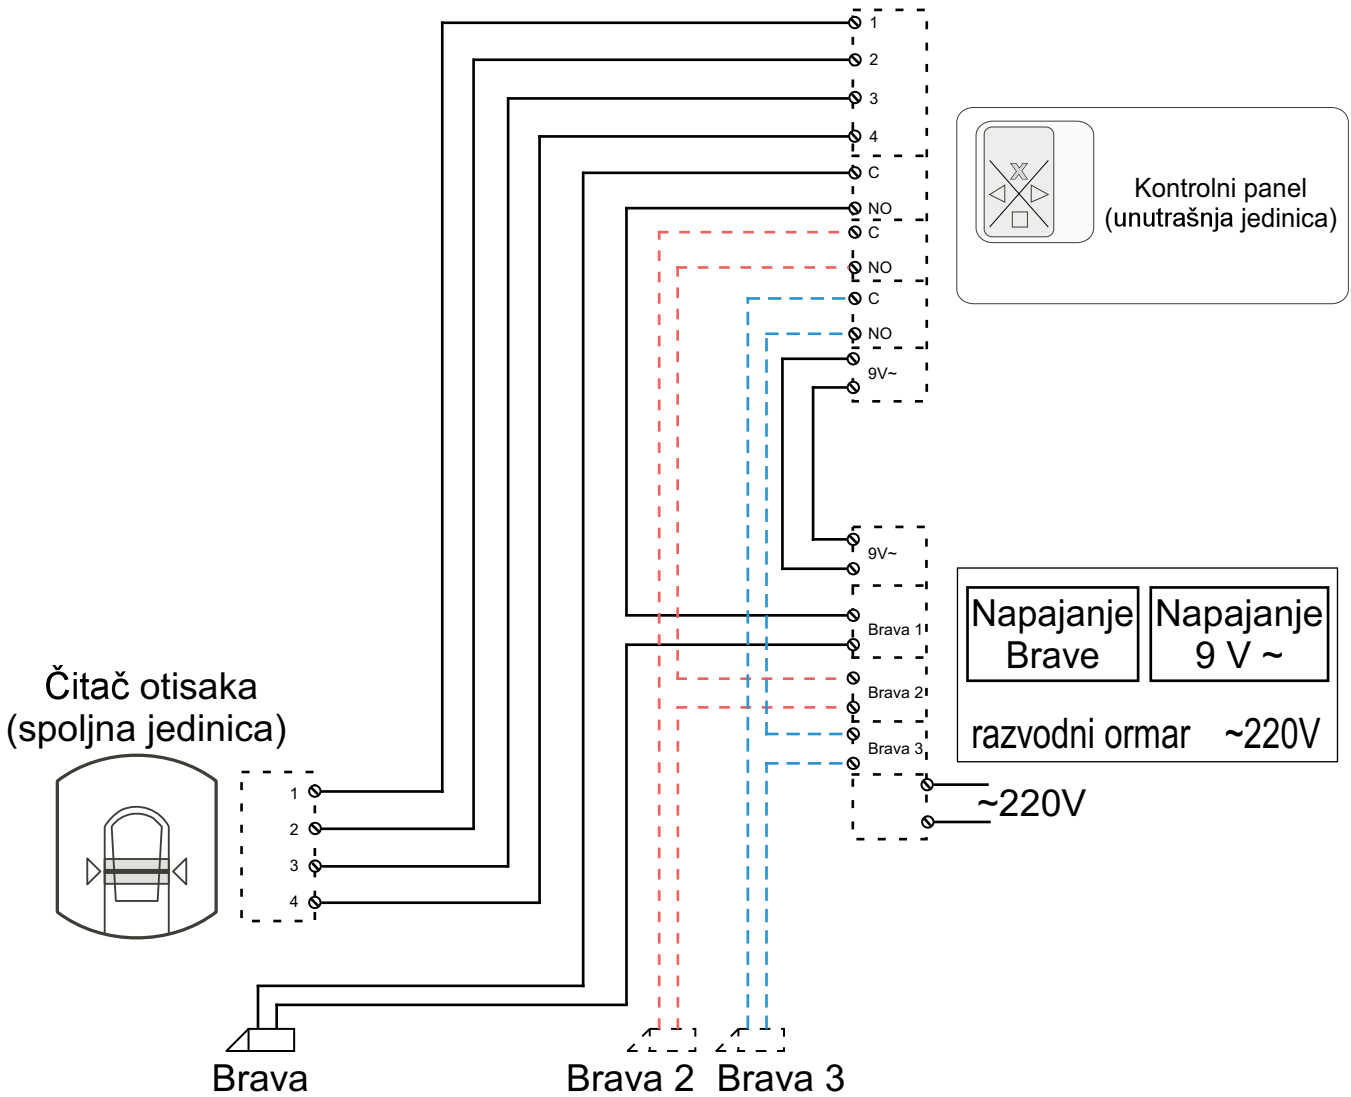 1
2
3
4
C
NO
C
NO
C
NO
9V~
X
Kontrolni panel
(unutrašnja jedinica)
9V~
Brava 1
Brava 2
Brava 3
~220V
Napajanje
Brave
Napajanje
9 V ~
razvodni ormar ~220V
Čitač otisaka
(spoljna jedinica)
1
2
3
4
Brava
Brava 2
Brava 3